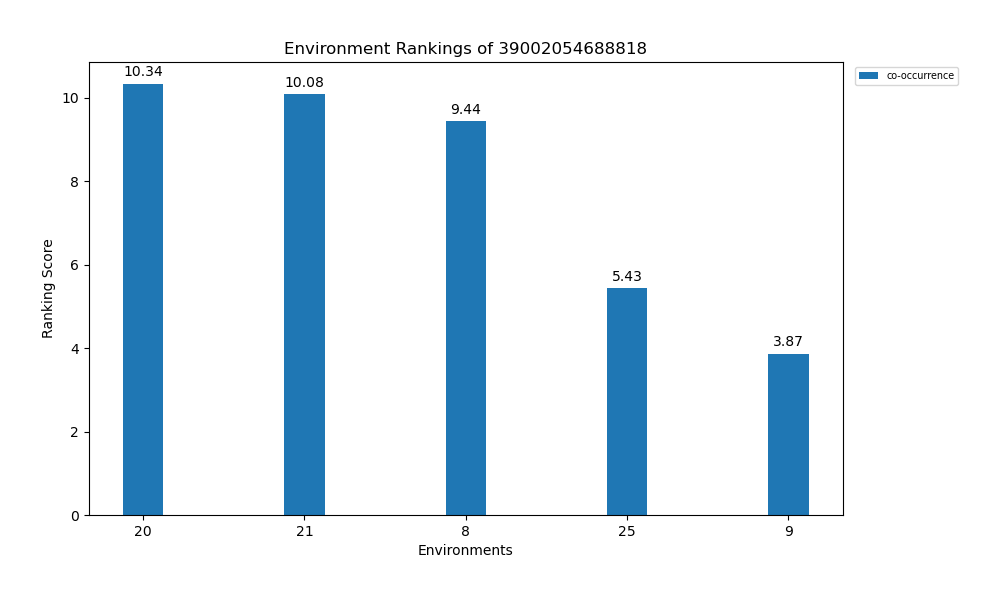 Environment Rankings of 39002054688818
co-occurrence
10.34
10.08
9.44
5.43
3.87
10
8
6
4
2
0
Ranking Score
20 21 8 25 9
Environments